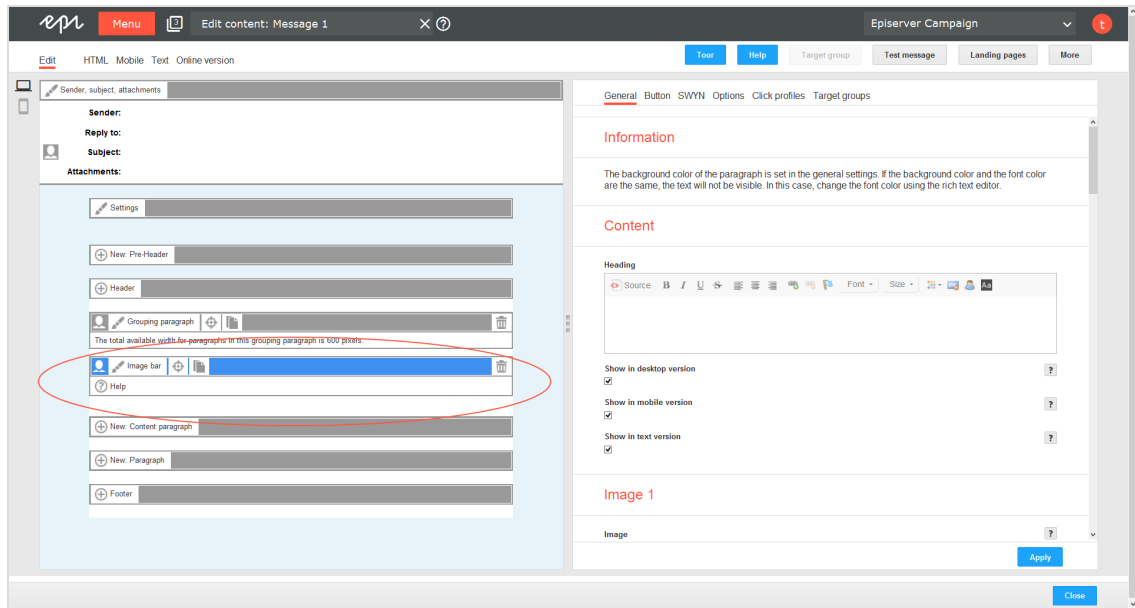 epi Menu 3 Edit content: Message 1 Episerver Campaign t
Edit HTML Mobile Text Online version Tour Help Target group Test message Landing pages More
Sender, subject, attachments
Sender:
Reply to:
Subject:
Attachments:
Settings
New: Pre-Header
Header
Grouping paragraph
The total available width for paragraphs in this grouping paragraph is 600 pixels.
Image bar
Help
New: Content paragraph
New: Paragraph
Footer
General Button SWYN Options Click profiles Target groups
Information
The background color of the paragraph is set in the general settings. If the background color and the font color
are the same, the text will not be visible. In this case, change the font color using the rich text editor.
Content
Heading
Source B I U S Font Size Aa
Show in desktop version ?
Show in mobile version ?
Show in text version ?
Image 1
Image ?
Apply
Close